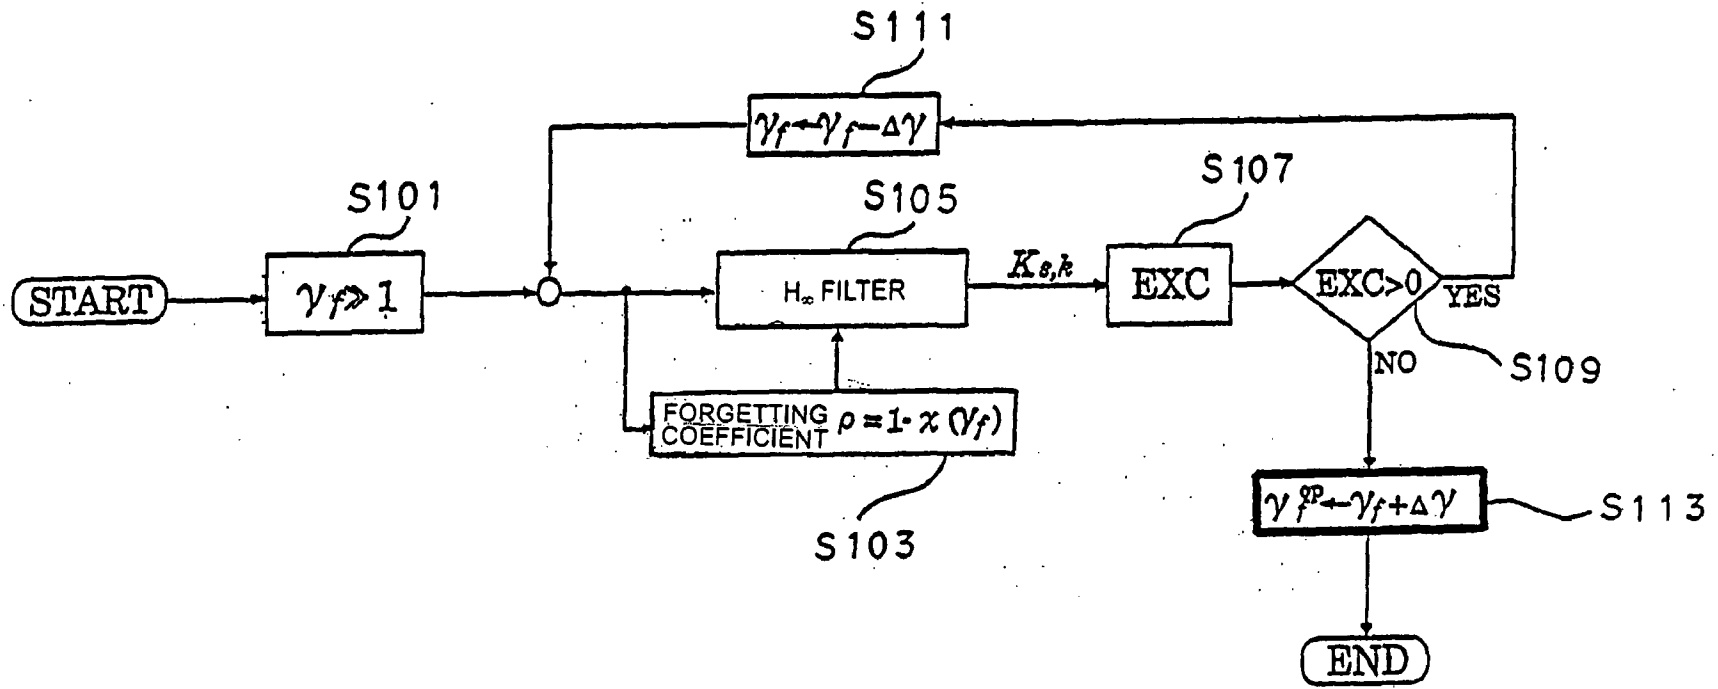 S111
γf←γf−Δγ
S101
S105
S107
START
γf≫1
H∞ FILTER
Ks,k
EXC
EXC>0
YES
NO
S109
FORGETTING
COEFFICIENT
ρ=1-χ(γf)
S103
γf^op←γf+Δγ
S113
END